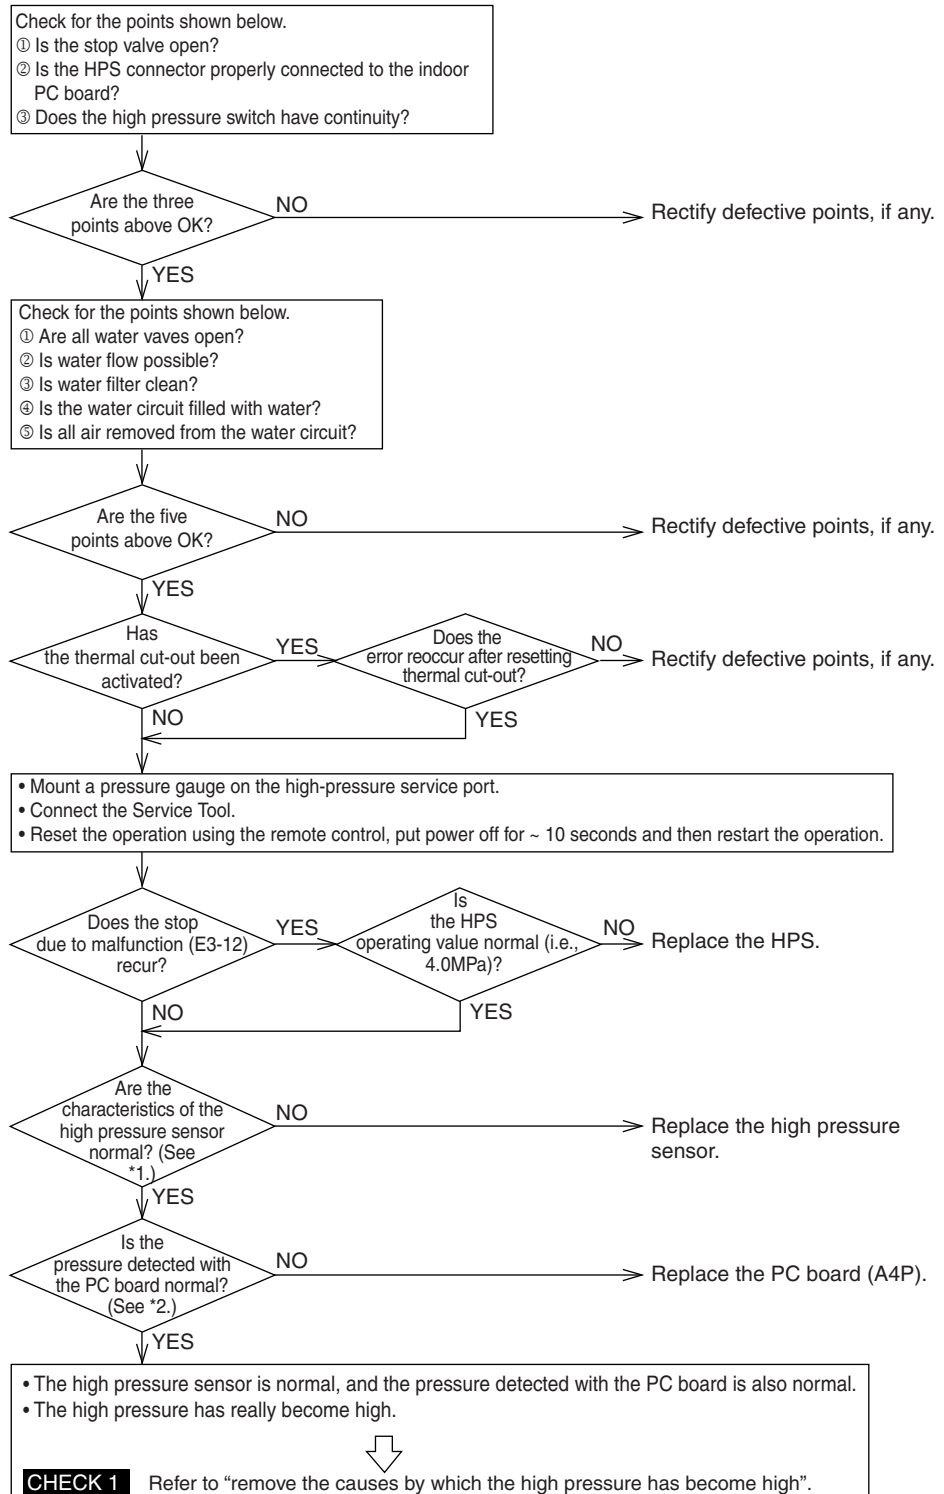 Check for the points shown below.
① Is the stop valve open?
② Is the HPS connector properly connected to the indoor
PC board?
③ Does the high pressure switch have continuity?
Are the three
points above OK?
NO
Rectify defective points, if any.
YES
Check for the points shown below.
① Are all water vaves open?
② Is water flow possible?
③ Is water filter clean?
④ Is the water circuit filled with water?
⑤ Is all air removed from the water circuit?
Are the five
points above OK?
NO
Rectify defective points, if any.
YES
Has
the thermal cut-out been
activated?
YES
Does the
error reoccur after resetting
thermal cut-out?
NO
Rectify defective points, if any.
NO
YES
• Mount a pressure gauge on the high-pressure service port.
• Connect the Service Tool.
• Reset the operation using the remote control, put power off for ~ 10 seconds and then restart the operation.
Does the stop
due to malfunction (E3-12)
recur?
YES
Is
the HPS
operating value normal (i.e.,
4.0MPa)?
NO
Replace the HPS.
NO
YES
Are the
characteristics of the
high pressure sensor
normal? (See
*1.)
NO
Replace the high pressure
sensor.
YES
Is the
pressure detected with
the PC board normal?
(See *2.)
NO
Replace the PC board (A4P).
YES
• The high pressure sensor is normal, and the pressure detected with the PC board is also normal.
• The high pressure has really become high.
CHECK 1 Refer to “remove the causes by which the high pressure has become high”.